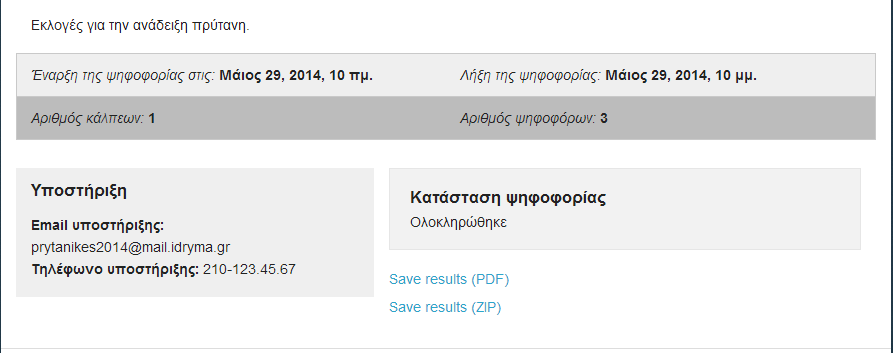 Εκλογές για την ανάδειξη πρύτανη.
Έναρξη της ψηφοφορίας στις: Μάιος 29, 2014, 10 πμ. Λήξη της ψηφοφορίας: Μάιος 29, 2014, 10 μμ.
Αριθμός κάλπεων: 1 Αριθμός ψηφοφόρων: 3
Υποστήριξη
Email υποστήριξης:
prytanikes2014@mail.idryma.gr
Τηλέφωνο υποστήριξης: 210-123.45.67
Κατάσταση ψηφοφορίας
Ολοκληρώθηκε
Save results (PDF)
Save results (ZIP)